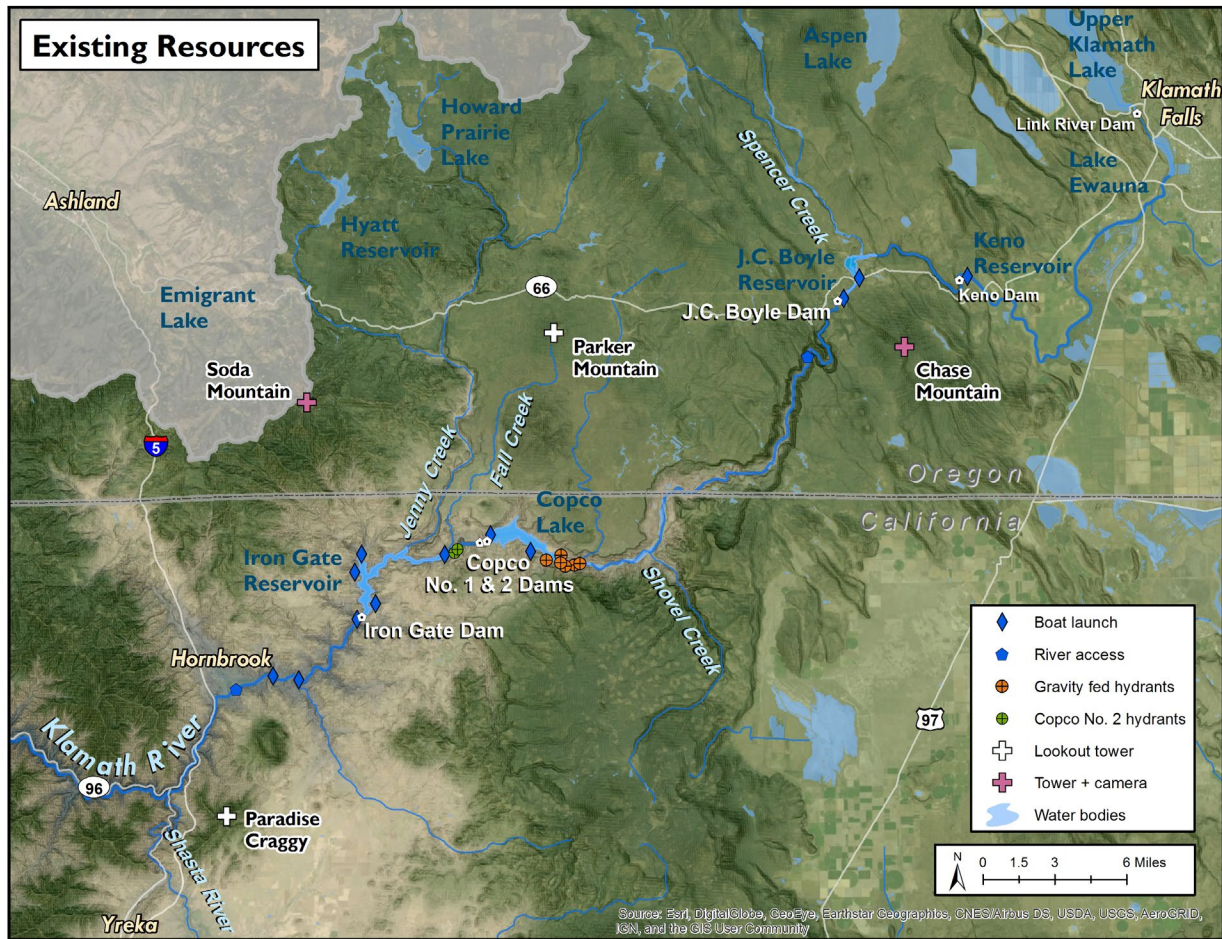 Existing Resources
Upper
Klamath
Lake
Aspen
Lake
Klamath
Falls
Howard
Prairie
Lake
Link River Dam
Spencer Creek
Lake
Ewauna
Ashland
Hyatt
Reservoir
J.C. Boyle
Reservoir
Keno
Reservoir
Keno Dam
66
Emigrant
Lake
J.C. Boyle Dam
Parker
Mountain
Soda
Mountain
Chase
Mountain
5
Jenny Creek
Fall Creek
Oregon
California
Copco
Lake
Iron Gate
Reservoir
Copco
No. 1 & 2 Dams
Shovel Creek
Iron Gate Dam
Hornbrook
Klamath River
96
97
Paradise
Craggy
Shasta River
Yreka
Boat launch
River access
Gravity fed hydrants
Copco No. 2 hydrants
Lookout tower
Tower + camera
Water bodies
N
0 1.5 3 6 Miles
Source: Esri, DigitalGlobe, GeoEye, Earthstar Geographics, CNES/Airbus DS, USDA, USGS, AeroGRID,
IGN, and the GIS User Community